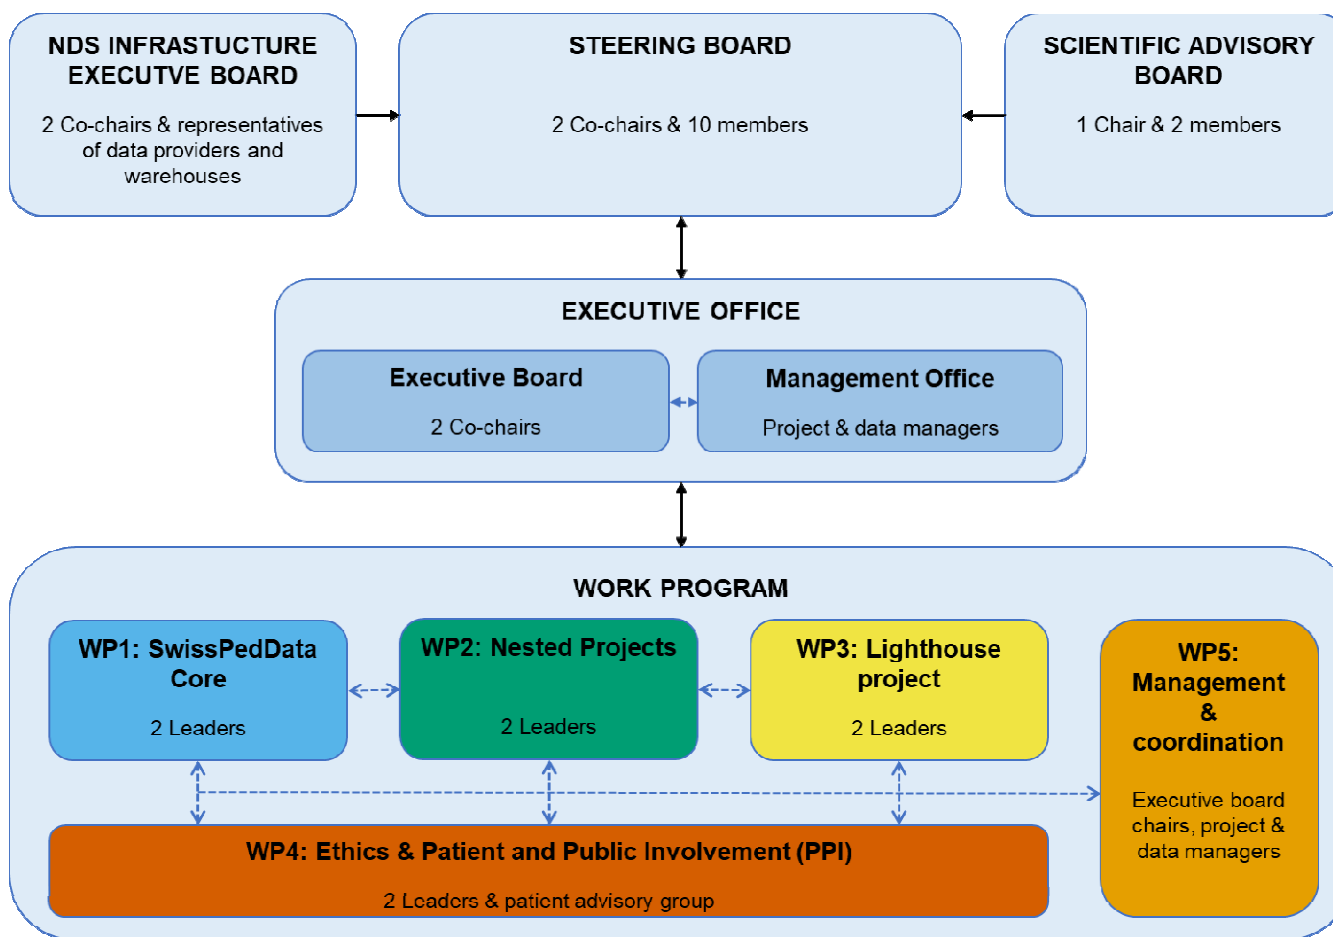 NDS INFRASTUCTURE
EXECUTVE BOARD
2 Co-chairs & representatives
of data providers and
warehouses
STEERING BOARD
2 Co-chairs & 10 members
SCIENTIFIC ADVISORY
BOARD
1 Chair & 2 members
EXECUTIVE OFFICE
Executive Board
2 Co-chairs
Management Office
Project & data managers
WORK PROGRAM
WP1: SwissPedData
Core
2 Leaders
WP2: Nested Projects
2 Leaders
WP3: Lighthouse
project
2 Leaders
WP5:
Management
&
coordination
Executive board
chairs, project &
data managers
WP4: Ethics & Patient and Public Involvement (PPI)
2 Leaders & patient advisory group